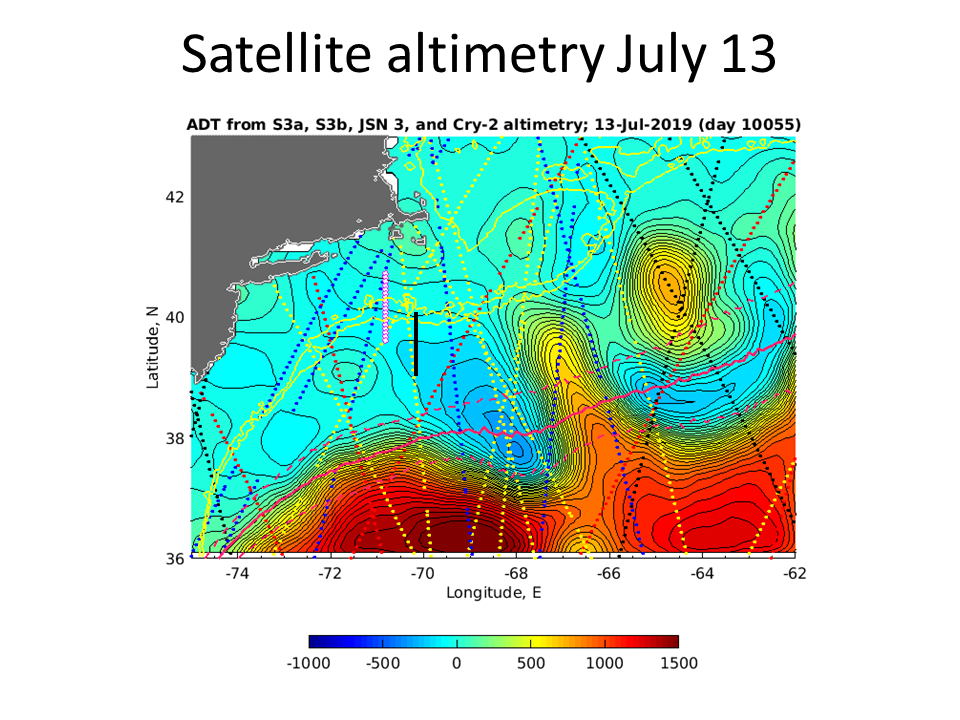 Satellite altimetry July 13
ADT from S3a, S3b, JSN 3, and Cry-2 altimetry; 13-Jul-2019 (day 10055)
Latitude, N
42
40
38
36
-74 -72 -70 -68 -66 -64 -62
Longitude, E
-1000 -500 0 500 1000 1500